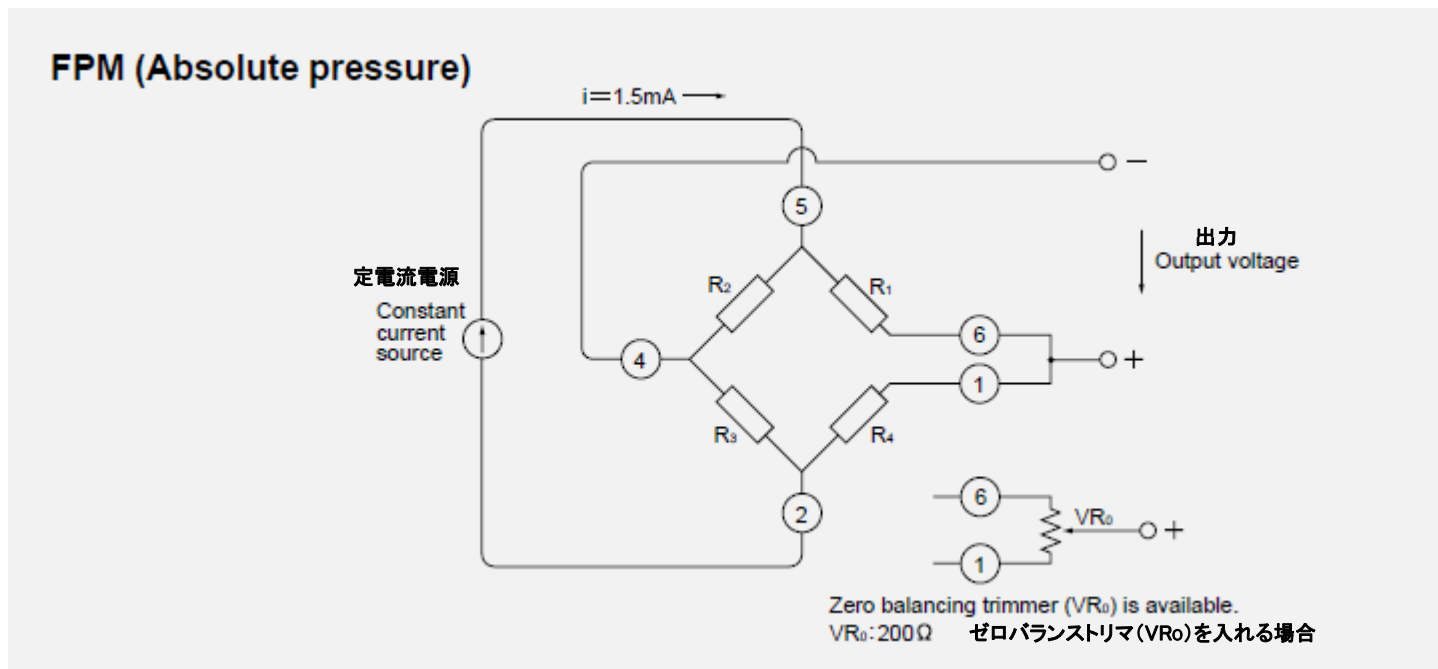 FPM (Absolute pressure)
i=1.5mA
−
5
出力
Output voltage
定電流電源
Constant
current
source
R₂
R₁
6
4
+
1
R₃
R₄
6
2
VR₀
+
1
Zero balancing trimmer (VR₀) is available.
VR₀:200Ω ゼロバランストリマ(VRo)を入れる場合